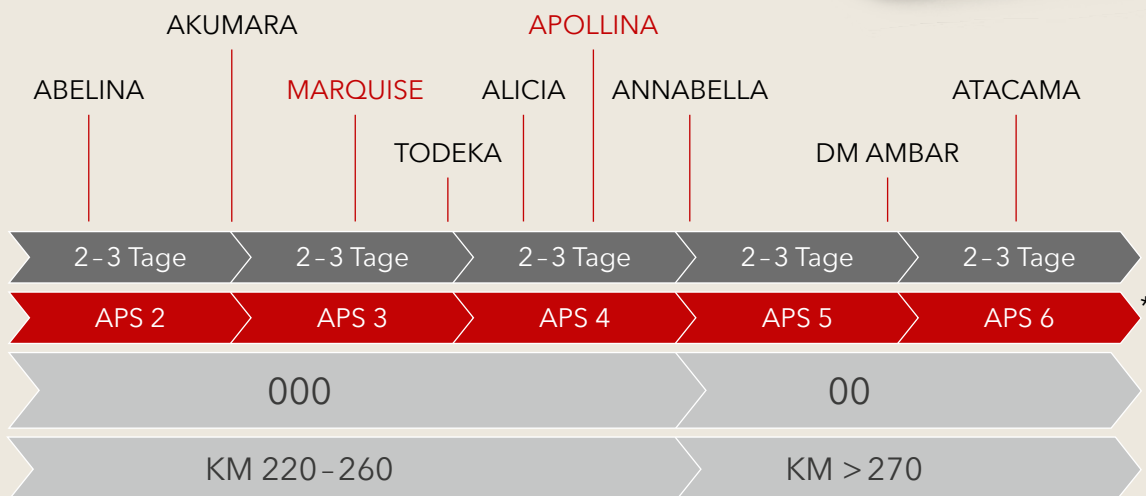 AKUMARA APOLLINA
ABELINA MARQUISE ALICIA ANNABELLA ATACAMA
TODEKA DM AMBAR
2–3 Tage 2–3 Tage 2–3 Tage 2–3 Tage 2–3 Tage
APS 2 APS 3 APS 4 APS 5 APS 6 *
000 00
KM 220–260 KM >270